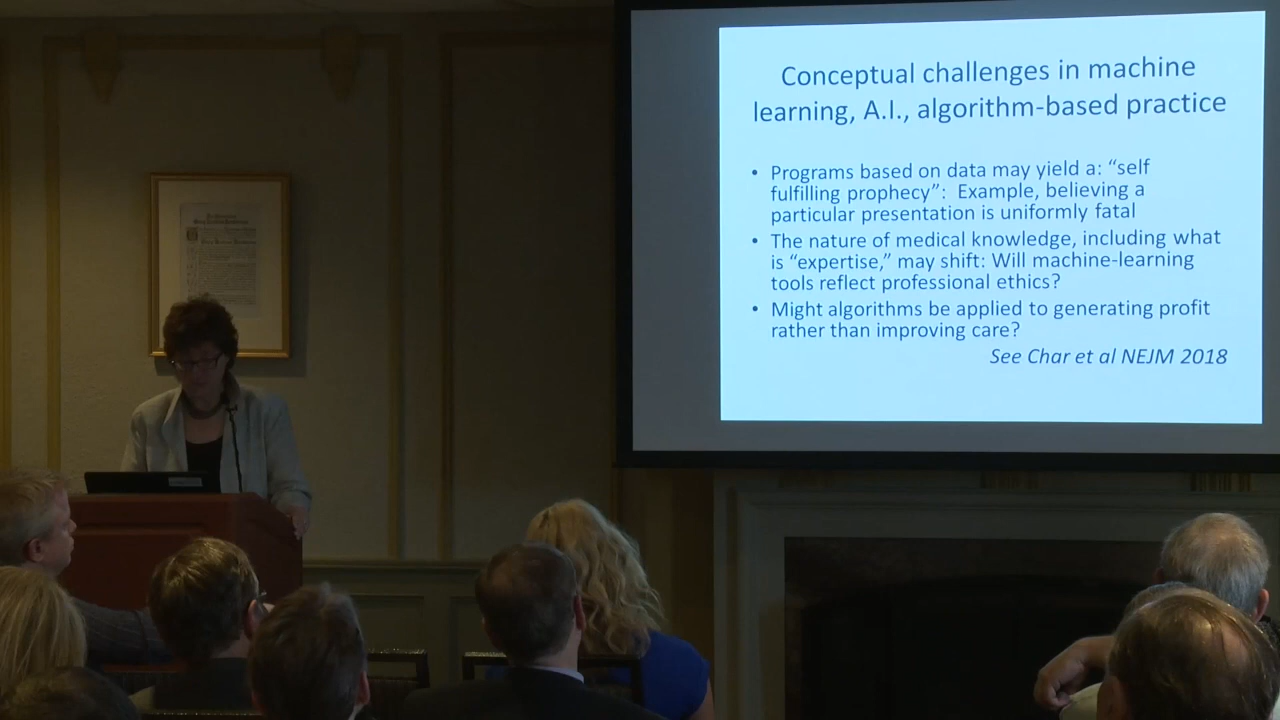 Conceptual challenges in machine
learning, A.I., algorithm-based practice
• Programs based on data may yield a: “self
fulfilling prophecy”:  Example, believing a
particular presentation is uniformly fatal
• The nature of medical knowledge, including what
is “expertise,” may shift: Will machine-learning
tools reflect professional ethics?
• Might algorithms be applied to generating profit
rather than improving care?
See Char et al NEJM 2018